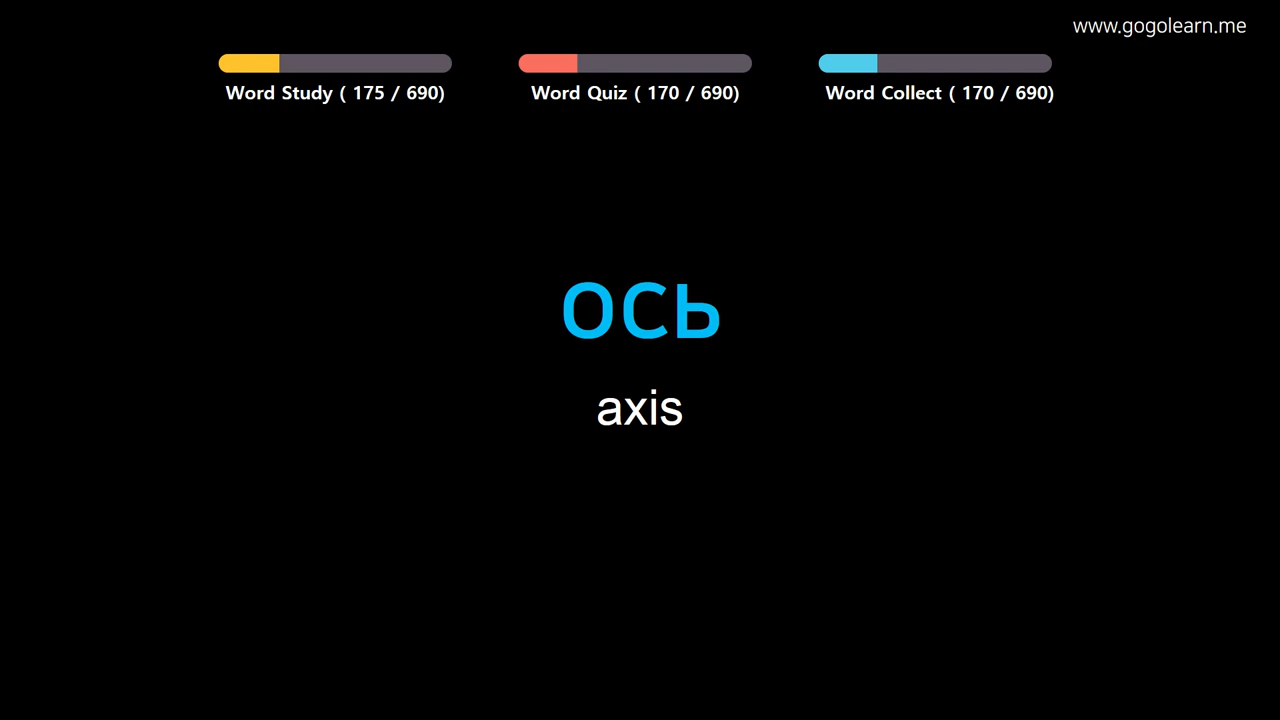 www.gogolearn.me
Word Study ( 175 / 690)
Word Quiz ( 170 / 690)
Word Collect ( 170 / 690)
ось
axis